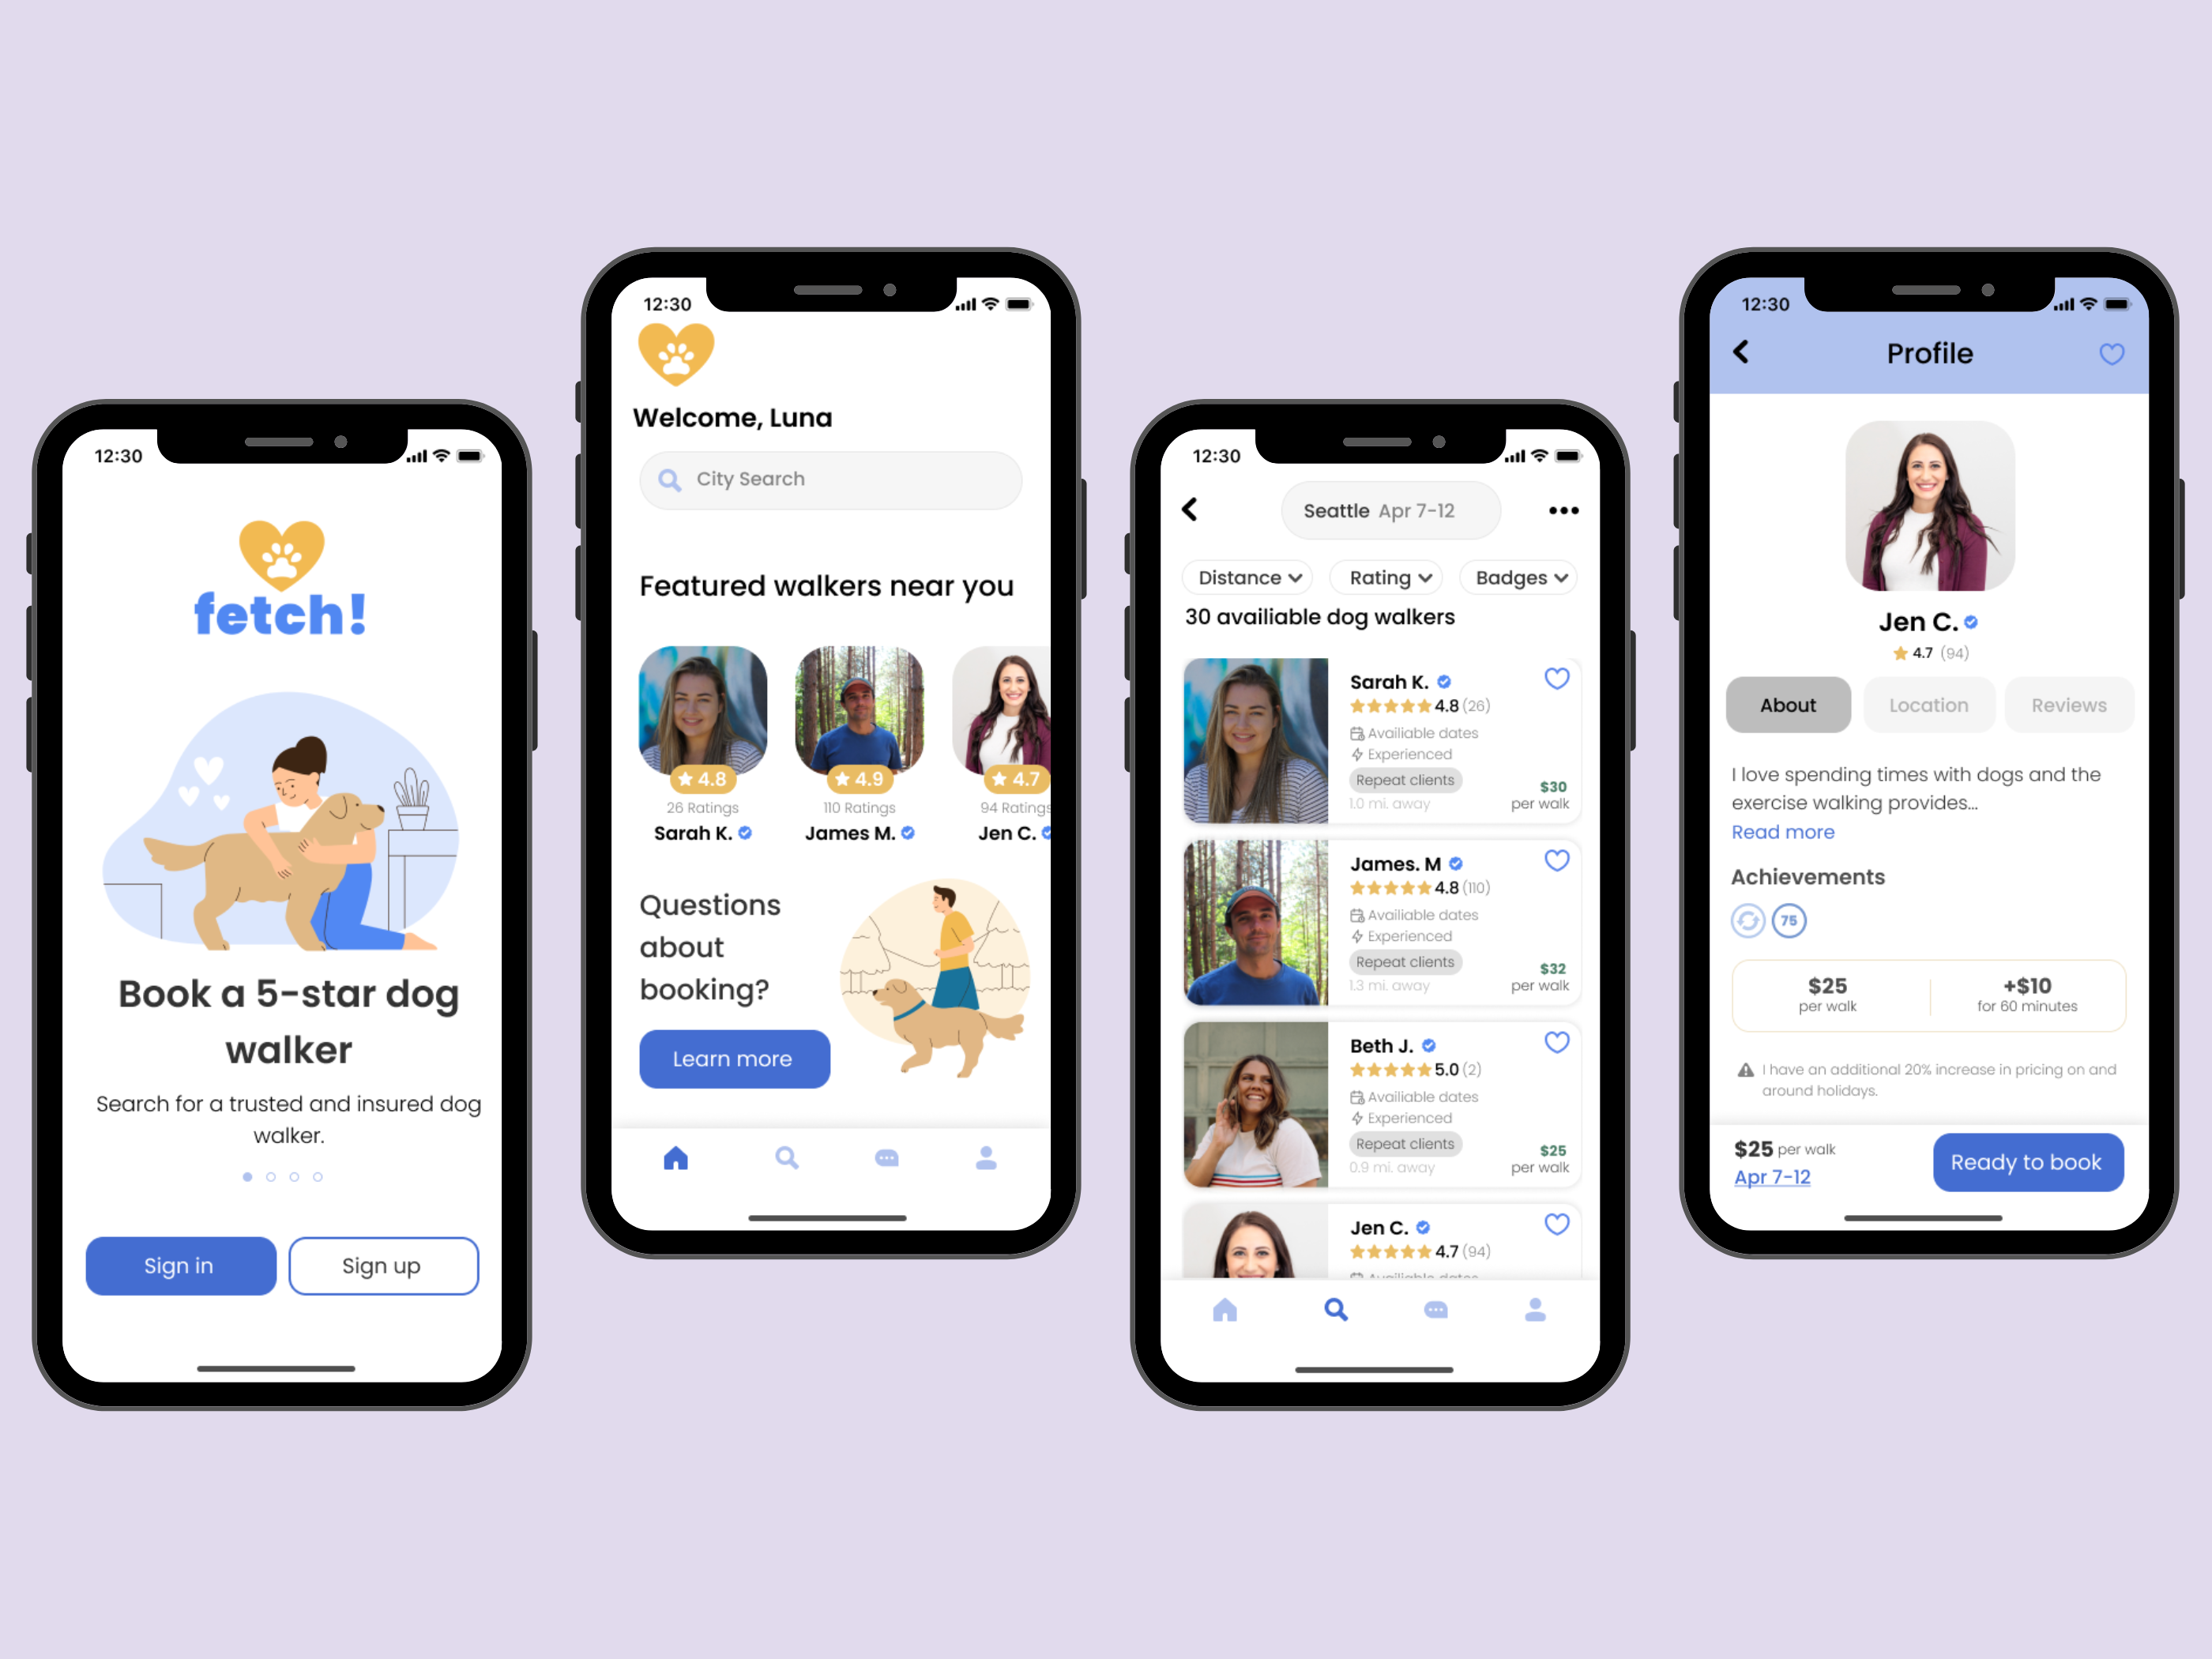 12:30
fetch!
Book a 5-star dog
walker
Search for a trusted and insured dog
walker.
Sign in
Sign up
12:30
Welcome, Luna
City Search
Featured walkers near you
4.8
4.9
4.7
26 Ratings
110 Ratings
94 Ratings
Sarah K.
James M.
Jen C.
Questions
about
booking?
Learn more
12:30
Seattle Apr 7-12
Distance
Rating
Badges
30 availiable dog walkers
Sarah K.
4.8 (26)
Availiable dates
Experienced
Repeat clients
1.0 mi. away
$30
per walk
James. M
4.8 (110)
Availiable dates
Experienced
Repeat clients
1.3 mi. away
$32
per walk
Beth J.
5.0 (2)
Availiable dates
Experienced
Repeat clients
0.9 mi. away
$25
per walk
Jen C.
4.7 (94)
Availiable dates
12:30
Profile
Jen C.
4.7 (94)
About
Location
Reviews
I love spending times with dogs and the
exercise walking provides...
Read more
Achievements
75
$25
per walk
+$10
for 60 minutes
I have an additional 20% increase in pricing on and
around holidays.
$25 per walk
Apr 7-12
Ready to book